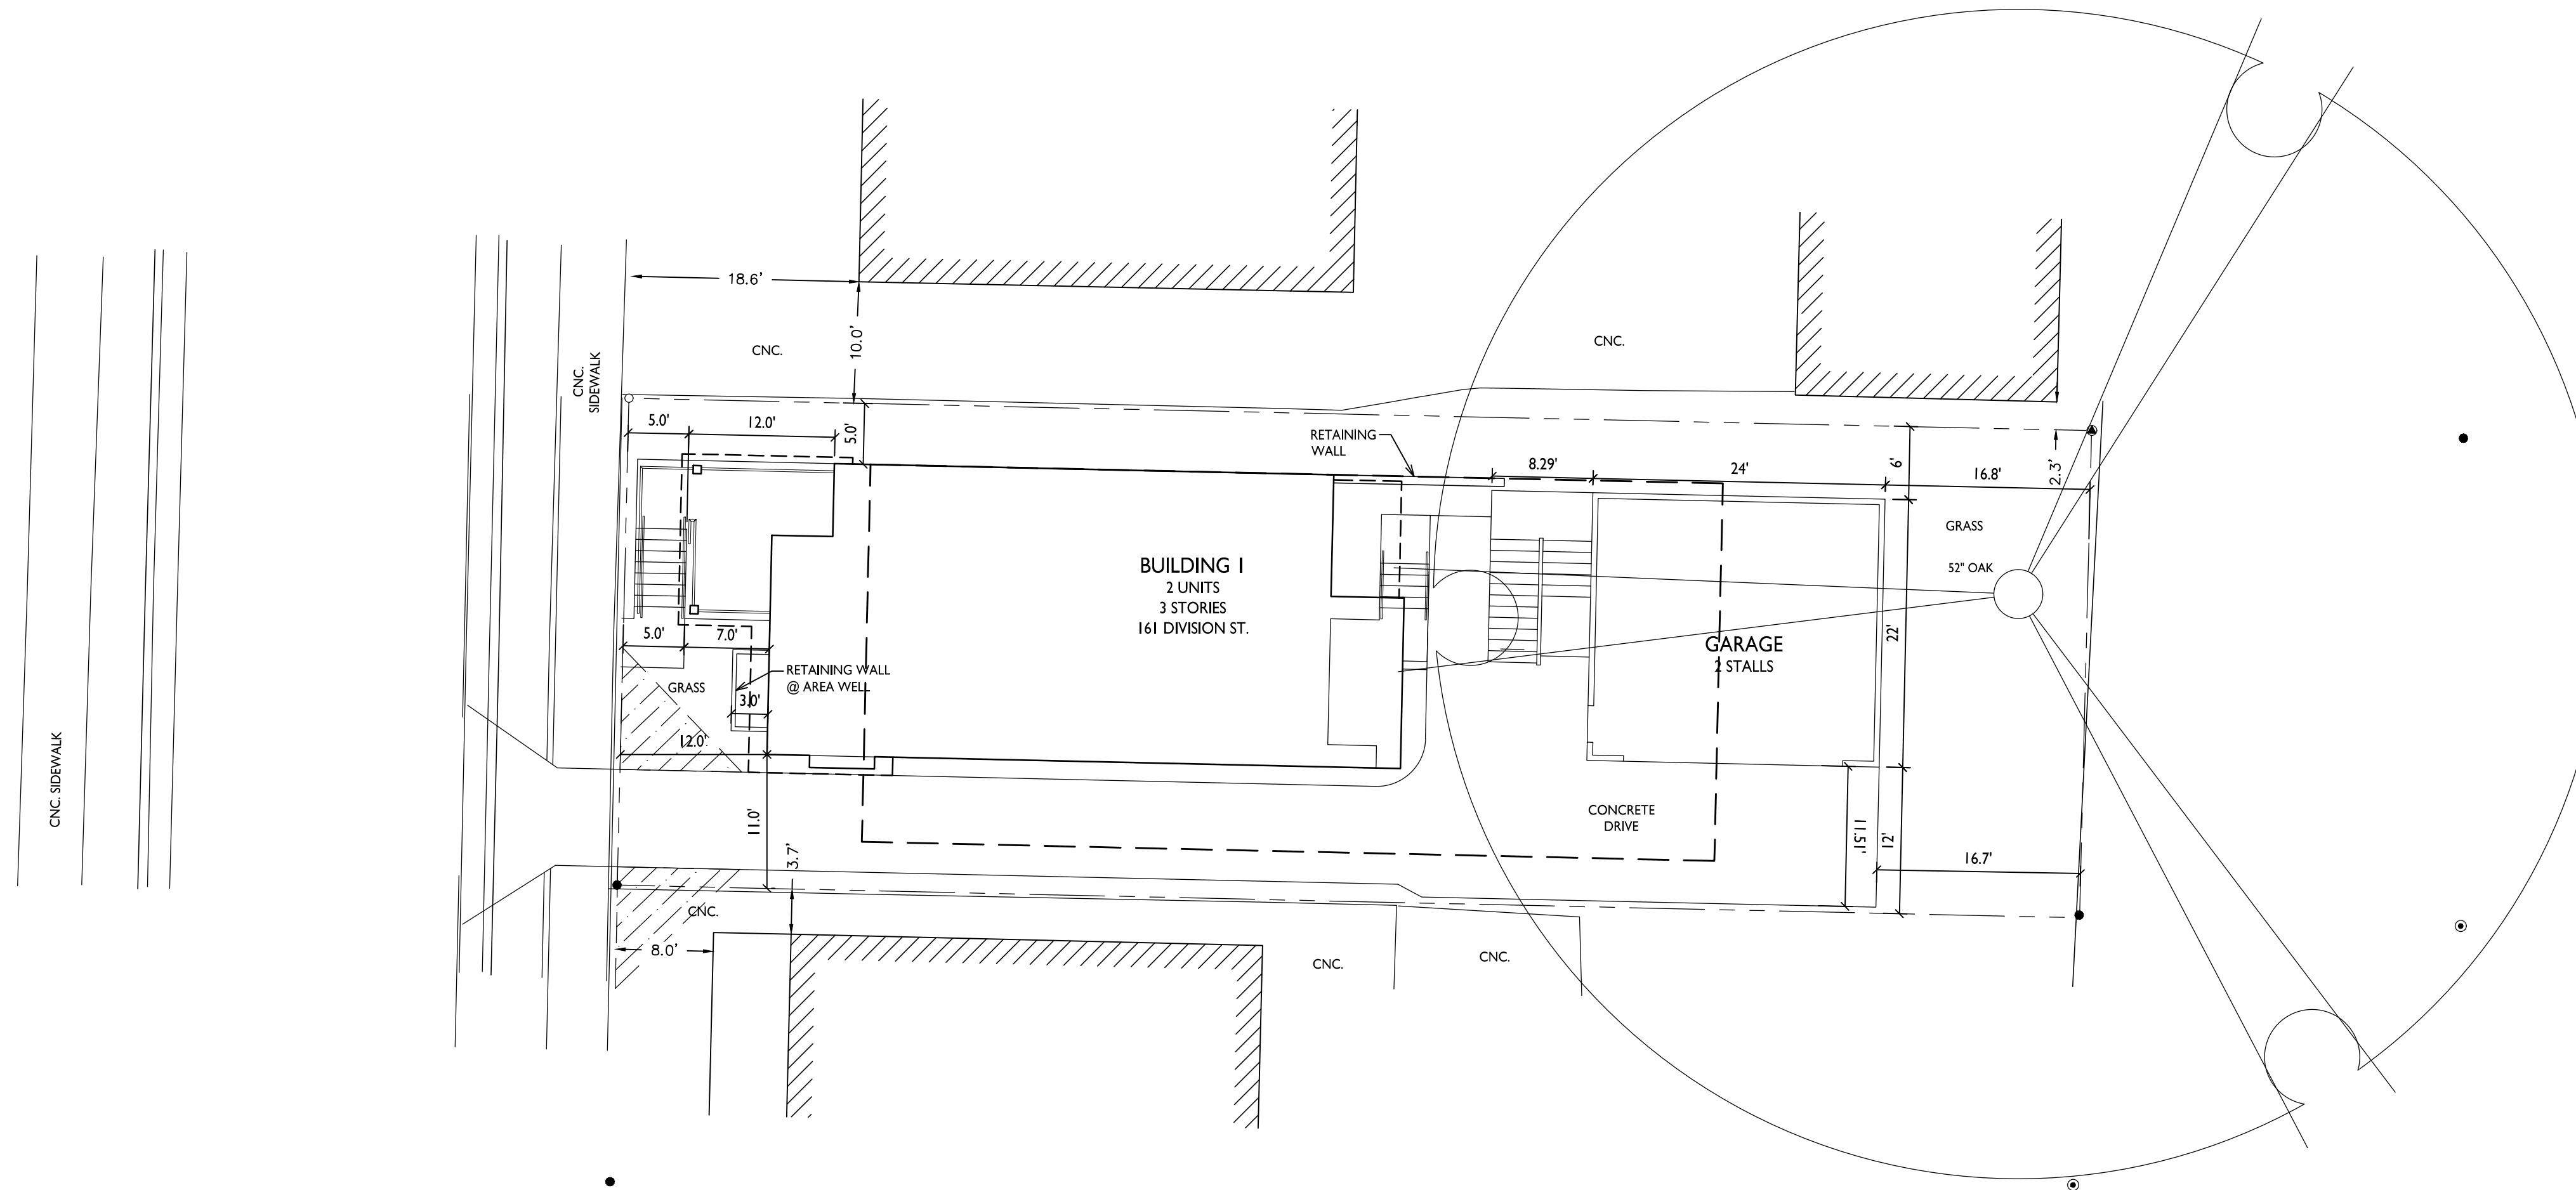 18.6'
10.0'
CNC.
CNC.
CNC.
SIDEWALK
5.0'
12.0'
5.0'
RETAINING
WALL
8.29'
24'
6'
16.8'
2.3'
GRASS
52" OAK
BUILDING 1
2 UNITS
3 STORIES
161 DIVISION ST.
GARAGE
2 STALLS
22'
5.0'
7.0'
RETAINING WALL
@ AREA WELL
GRASS
3.0'
12.0'
CNC. SIDEWALK
11.0'
3.7'
CONCRETE
DRIVE
11.51'
12'
16.7'
CNC.
8.0'
CNC.
CNC.